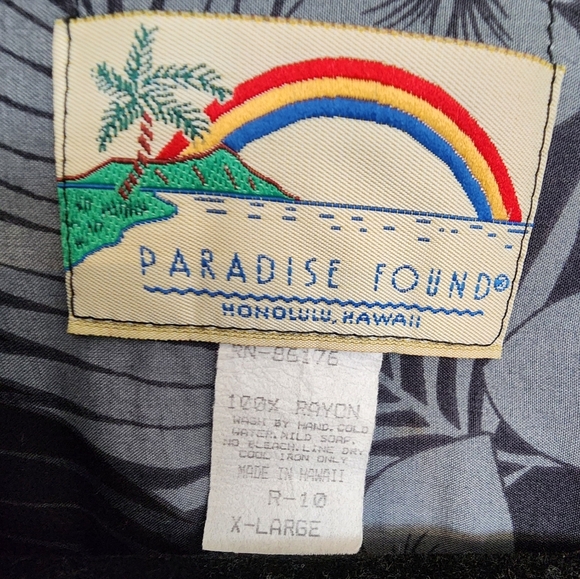 PARADISE FOUND®
HONOLULU, HAWAII
RN-86176
100% RAYON
WASH BY HAND. COLD
WATER. MILD SOAP.
NO BLEACH. LINE DRY
COOL IRON ONLY
MADE IN HAWAII
R-10
X-LARGE